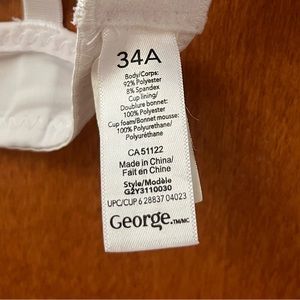 34A
Body/Corps:
92% Polyester
8% Spandex
Cup lining/
Doublure bonnet:
100% Polyester
Cup foam/Bonnet mousse:
100% Polyurethane/
Polyuréthane
CA 51122
Made in China/
Fait en Chine
Style/Modèle
G2Y3110030
UPC/CUP 6 28837 04023
George.TM/MC